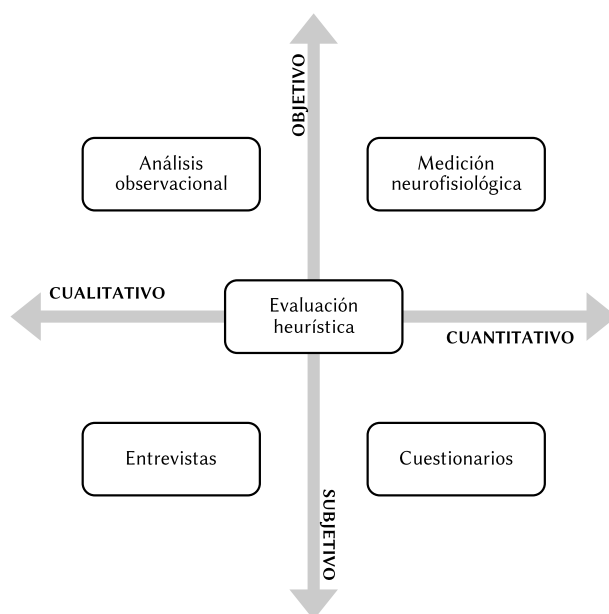 OBJETIVO
Análisis
observacional
Medición
neurofisiológica
CUALITATIVO
Evaluación
heurística
CUANTITATIVO
Entrevistas
Cuestionarios
SUBJETIVO